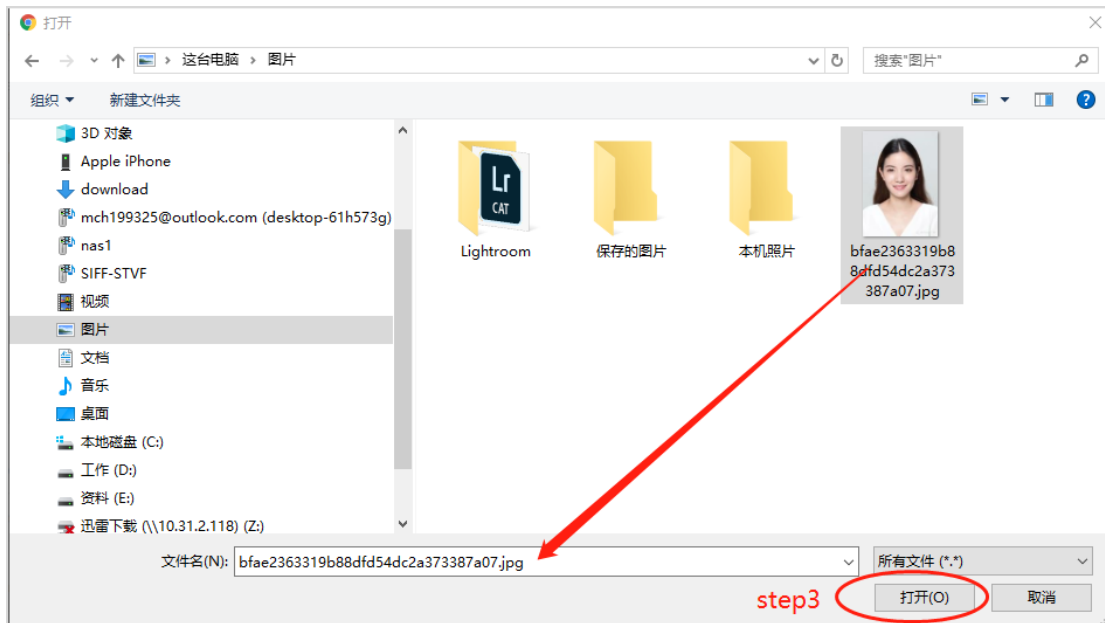 打开
这台电脑 › 图片
搜索"图片"
组织
新建文件夹
3D 对象
Apple iPhone
download
mch199325@outlook.com (desktop-61h573g)
nas1
SIFF-STVF
视频
图片
文档
音乐
桌面
本地磁盘 (C:)
工作 (D:)
资料 (E:)
迅雷下载 (\\10.31.2.118) (Z:)
Lr
CAT
Lightroom
保存的图片
本机照片
bfae2363319b8
8dfd54dc2a373
387a07.jpg
文件名(N):
bfae2363319b88dfd54dc2a373387a07.jpg
所有文件 (*.*)
step3
打开(O)
取消